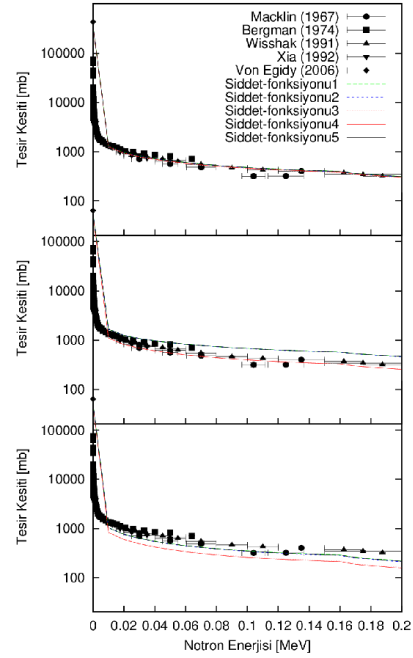 Macklin (1967)
Bergman (1974)
Wisshak (1991)
Xia (1992)
Von Egidy (2006)
Siddet-fonksiyonu1
Siddet-fonksiyonu2
Siddet-fonksiyonu3
Siddet-fonksiyonu4
Siddet-fonksiyonu5
Tesir Kesiti [mb]
100000
10000
1000
100
Tesir Kesiti [mb]
100000
10000
1000
100
Tesir Kesiti [mb]
100000
10000
1000
100
0 0.02 0.04 0.06 0.08 0.1 0.12 0.14 0.16 0.18 0.2
Notron Enerjisi [MeV]